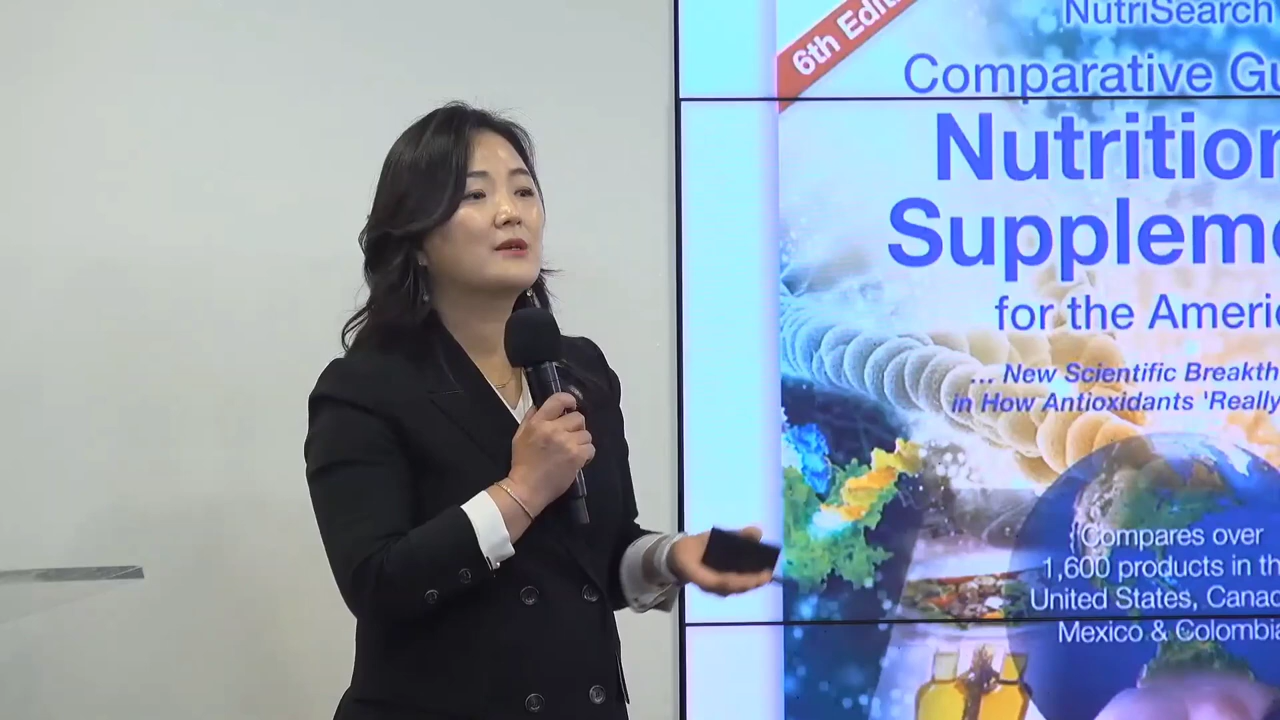 6th Edit
NutriSearch
Comparative Gu
Nutrition
Suppleme
for the Americ
... New Scientific Breakth
in How Antioxidants 'Really
Compares over
1,600 products in th
United States, Canad
Mexico & Colombia